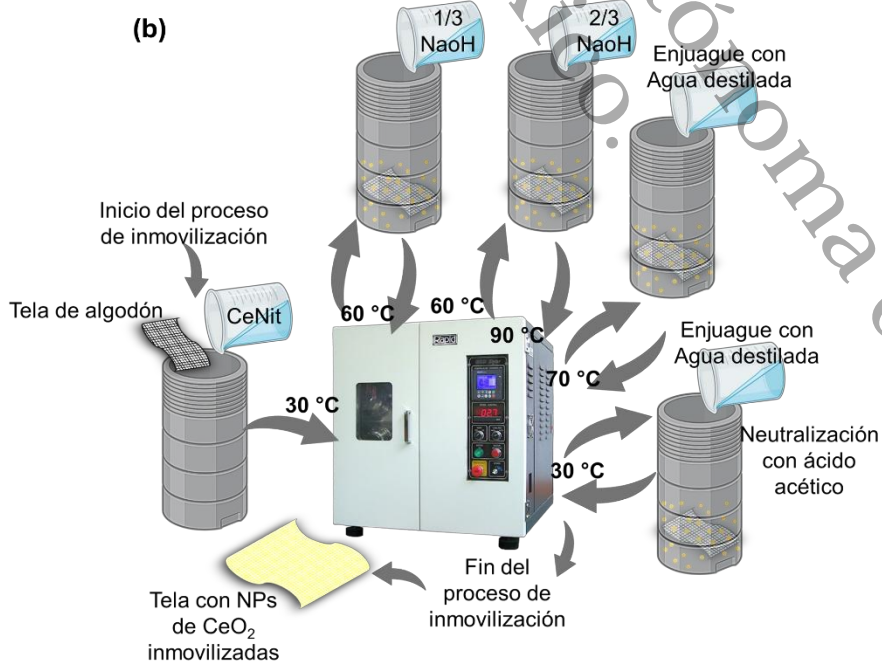 (b)
1/3
NaoH
2/3
NaoH
Enjuague con
Agua destilada
Inicio del proceso
de inmovilización
Tela de algodón
CeNit
30 °C
60 °C
60 °C
90 °C
70 °C
30 °C
Enjuague con
Agua destilada
Neutralización
con ácido
acético
Fin del
proceso de
inmovilización
Tela con NPs
de CeO₂
inmovilizadas